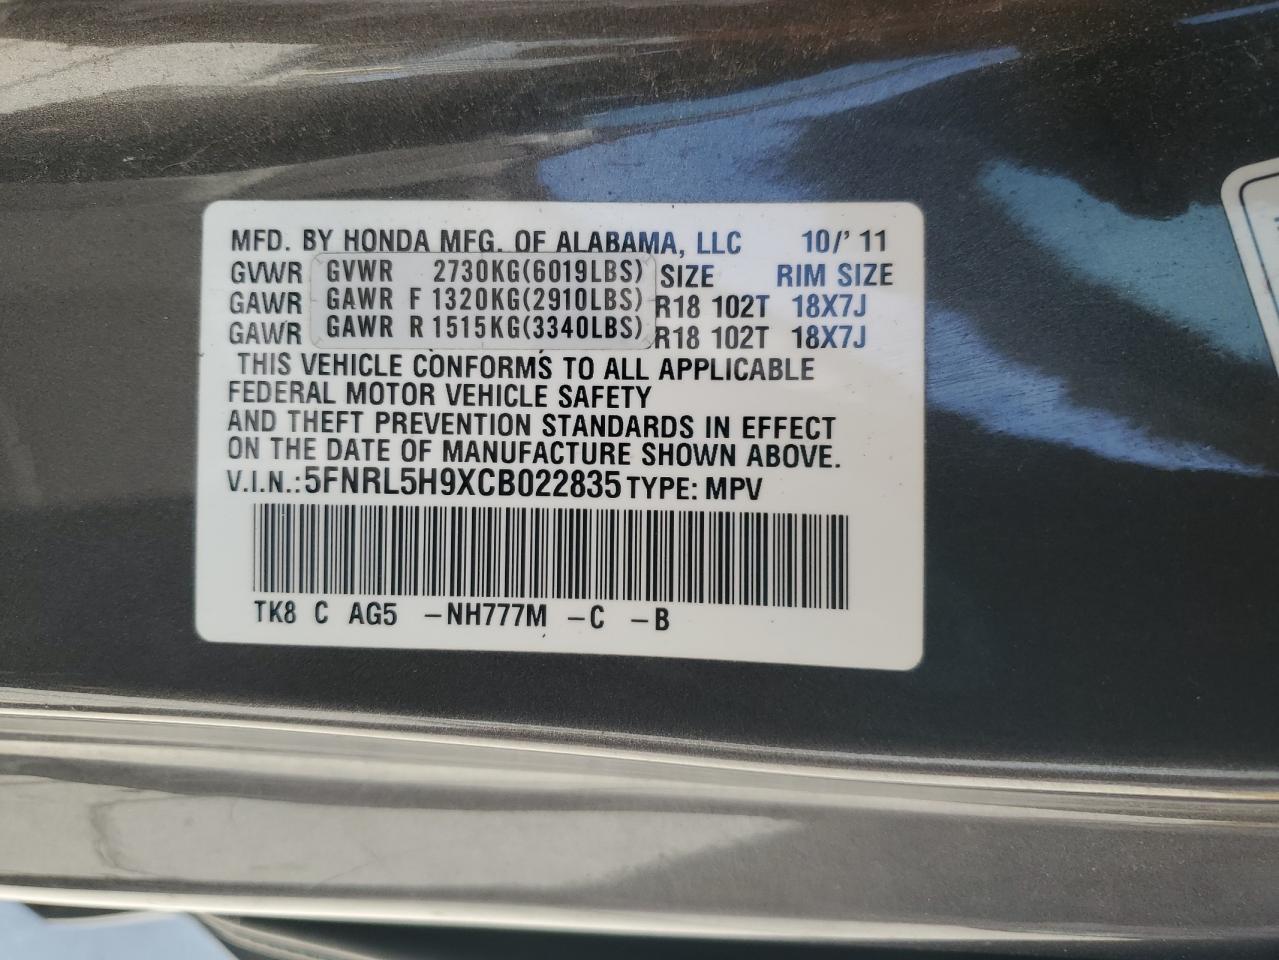 MFD. BY HONDA MFG. OF ALABAMA, LLC 10/'11
GVWR GVWR 2730KG(6019LBS) SIZE RIM SIZE
GAWR GAWR F 1320KG(2910LBS) R18 102T 18X7J
GAWR GAWR R 1515KG(3340LBS) R18 102T 18X7J
THIS VEHICLE CONFORMS TO ALL APPLICABLE
FEDERAL MOTOR VEHICLE SAFETY
AND THEFT PREVENTION STANDARDS IN EFFECT
ON THE DATE OF MANUFACTURE SHOWN ABOVE.
V.I.N.:5FNRL5H9XCB022835 TYPE: MPV
TK8 C AG5 -NH777M -C -B